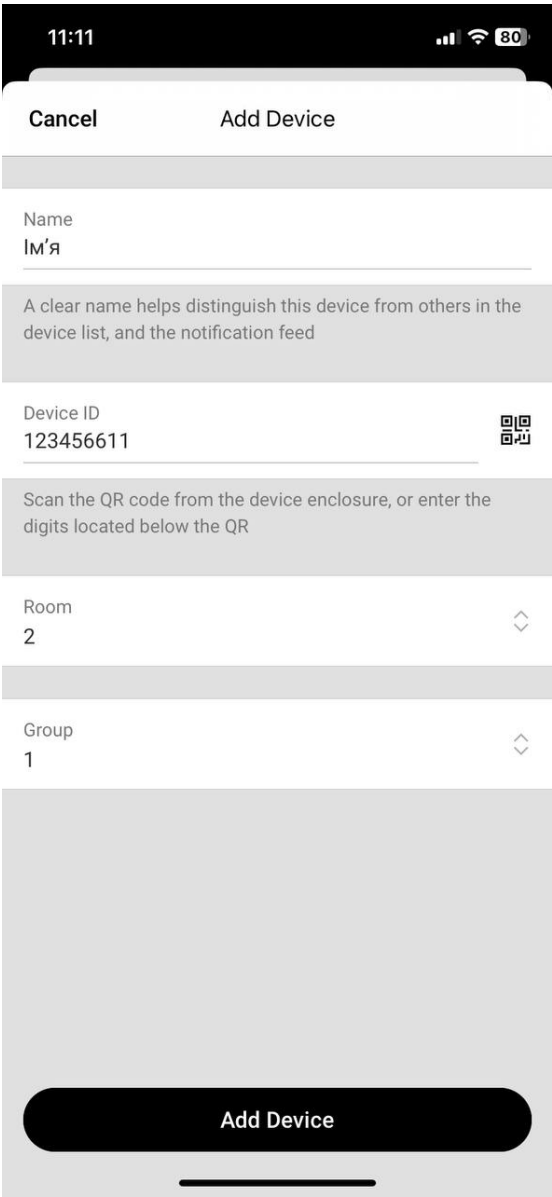 11:11
80
Cancel
Add Device
Name
Ім’я
A clear name helps distinguish this device from others in the
device list, and the notification feed
Device ID
123456611
Scan the QR code from the device enclosure, or enter the
digits located below the QR
Room
2
Group
1
Add Device